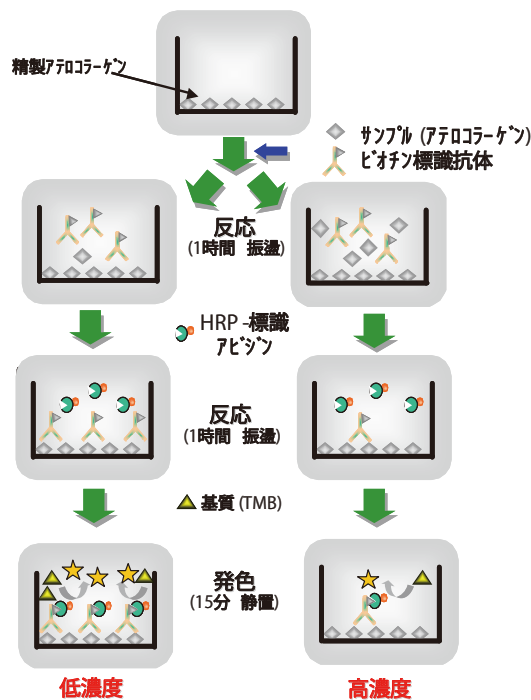 精製ｱﾃﾛｺﾗｰｹﾞﾝ
ｻﾝﾌﾟﾙ (ｱﾃﾛｺﾗｰｹﾞﾝ)
ﾋﾞｵﾁﾝ標識抗体
反応
(1時間 振盪)
HRP-標識
ｱﾋﾞｼﾞﾝ
反応
(1時間 振盪)
基質 (TMB)
発色
(15分 静置)
低濃度
高濃度